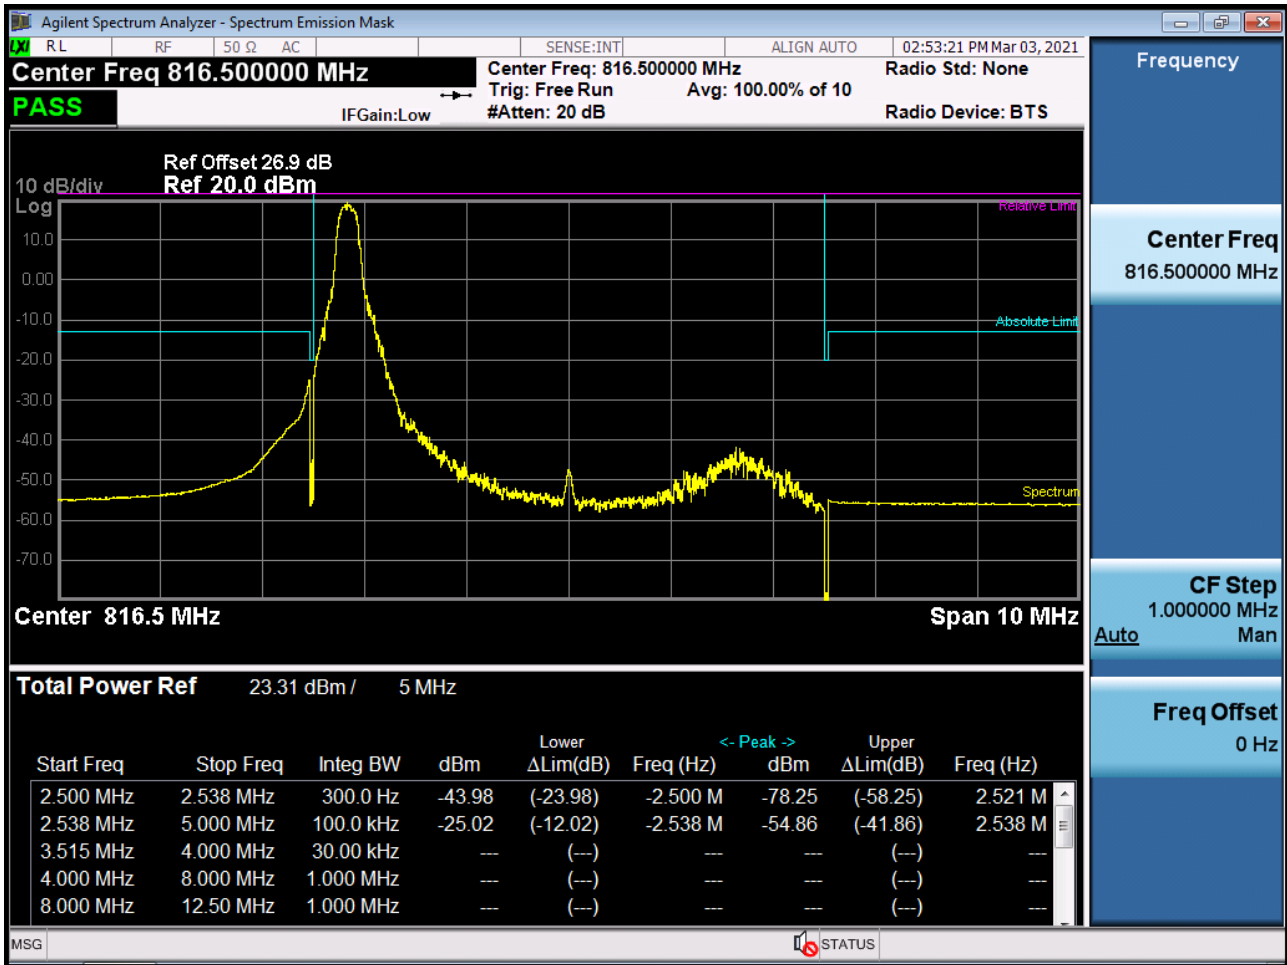 Agilent Spectrum Analyzer - Spectrum Emission Mask
LXI RL RF 50 Ω AC SENSE:INT ALIGN AUTO 02:53:21 PM Mar 03, 2021
Center Freq 816.500000 MHz
Center Freq: 816.500000 MHz
Radio Std: None
Trig: Free Run Avg: 100.00% of 10
PASS
IFGain:Low
#Atten: 20 dB
Radio Device: BTS
Ref Offset 26.9 dB
10 dB/div Ref 20.0 dBm
Log
Relative Limit
10.0
0.00
-10.0
Absolute Limit
-20.0
-30.0
-40.0
-50.0
Spectrum
-60.0
-70.0
Center 816.5 MHz Span 10 MHz
Total Power Ref 23.31 dBm / 5 MHz
Lower <- Peak -> Upper
Start Freq Stop Freq Integ BW dBm ΔLim(dB) Freq (Hz) dBm ΔLim(dB) Freq (Hz)
2.500 MHz 2.538 MHz 300.0 Hz -43.98 (-23.98) -2.500 M -78.25 (-58.25) 2.521 M
2.538 MHz 5.000 MHz 100.0 kHz -25.02 (-12.02) -2.538 M -54.86 (-41.86) 2.538 M
3.515 MHz 4.000 MHz 30.00 kHz --- (---) --- --- (---) ---
4.000 MHz 8.000 MHz 1.000 MHz --- (---) --- --- (---) ---
8.000 MHz 12.50 MHz 1.000 MHz --- (---) --- --- (---) ---
MSG STATUS
Frequency
Center Freq
816.500000 MHz
CF Step
1.000000 MHz
Auto Man
Freq Offset
0 Hz